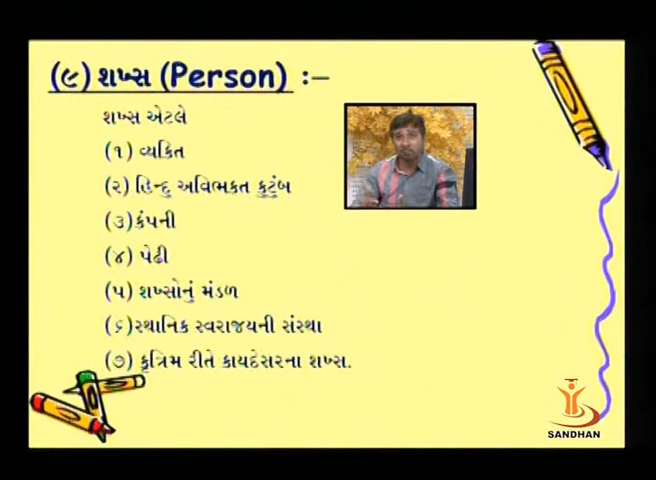 (૯) શખ્સ (Person) :–
શખ્સ એટલે
(૧) વ્યકિત
(૨) હિન્દુ અવિભકત કુટુંબ
(૩) કંપની
(૪) પેઢી
(૫) શખ્સોનું મંડળ
(૬) સ્થાનિક સ્વરાજયની સંસ્થા
(૭) કૃત્રિમ રીતે કાયદેસરના શખ્સ.
SANDHAN